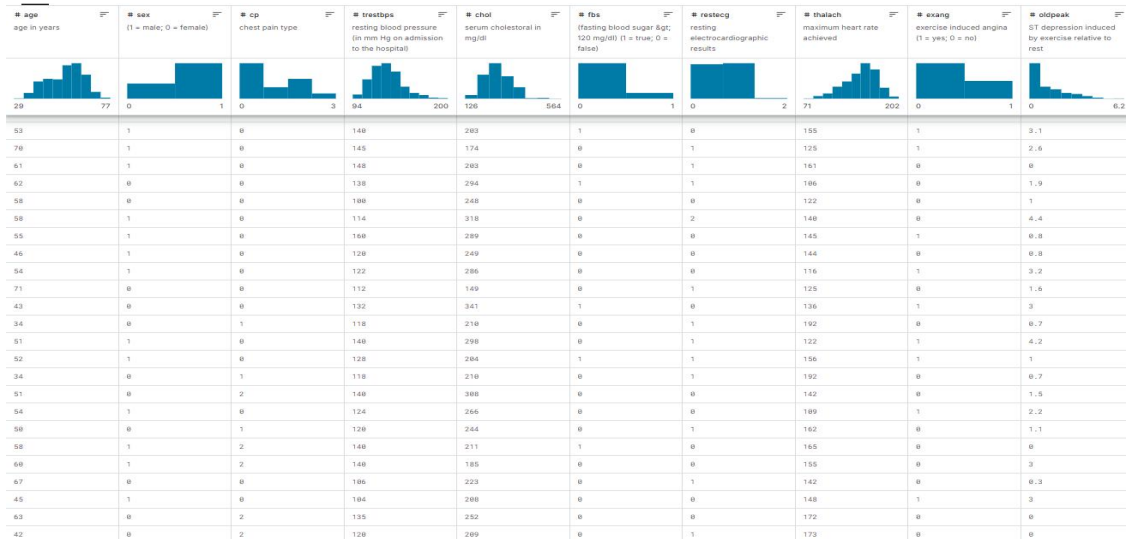 # age # sex # cp # trestbps # chol # fbs # restecg # thalach # exang # oldpeak
age in years (1 = male; 0 = female) chest pain type resting blood pressure serum cholestoral in (fasting blood sugar &gt; resting maximum heart rate exercise induced angina ST depression induced
(in mm Hg on admission mg/dl 120 mg/dl) (1 = true; 0 = electrocardiographic achieved (1 = yes; 0 = no) by exercise relative to
to the hospital) false) results rest
29 77 0 1 0 3 94 200 126 564 0 1 0 2 71 202 0 1 0 6.2
53 1 0 140 203 1 0 155 1 3.1
70 1 0 145 174 0 1 125 1 2.6
61 1 0 148 203 0 1 161 0 0
62 0 0 138 294 1 1 106 0 1.9
58 0 0 100 248 0 0 122 0 1
58 1 0 114 318 0 2 140 0 4.4
55 1 0 160 289 0 0 145 1 0.8
46 1 0 120 249 0 0 144 0 0.8
54 1 0 122 286 0 0 116 1 3.2
71 0 0 112 149 0 1 125 0 1.6
43 0 0 132 341 1 0 136 1 3
34 0 1 118 210 0 1 192 0 0.7
51 1 0 140 298 0 1 122 1 4.2
52 1 0 128 204 1 1 156 1 1
34 0 1 118 210 0 1 192 0 0.7
51 0 2 140 308 0 0 142 0 1.5
54 1 0 124 266 0 0 109 1 2.2
50 0 1 120 244 0 1 162 0 1.1
58 1 2 140 211 1 0 165 0 0
60 1 2 140 185 0 0 155 0 3
67 0 0 106 223 0 1 142 0 0.3
45 1 0 104 208 0 0 148 1 3
63 0 2 135 252 0 0 172 0 0
42 0 2 120 209 0 1 173 0 0